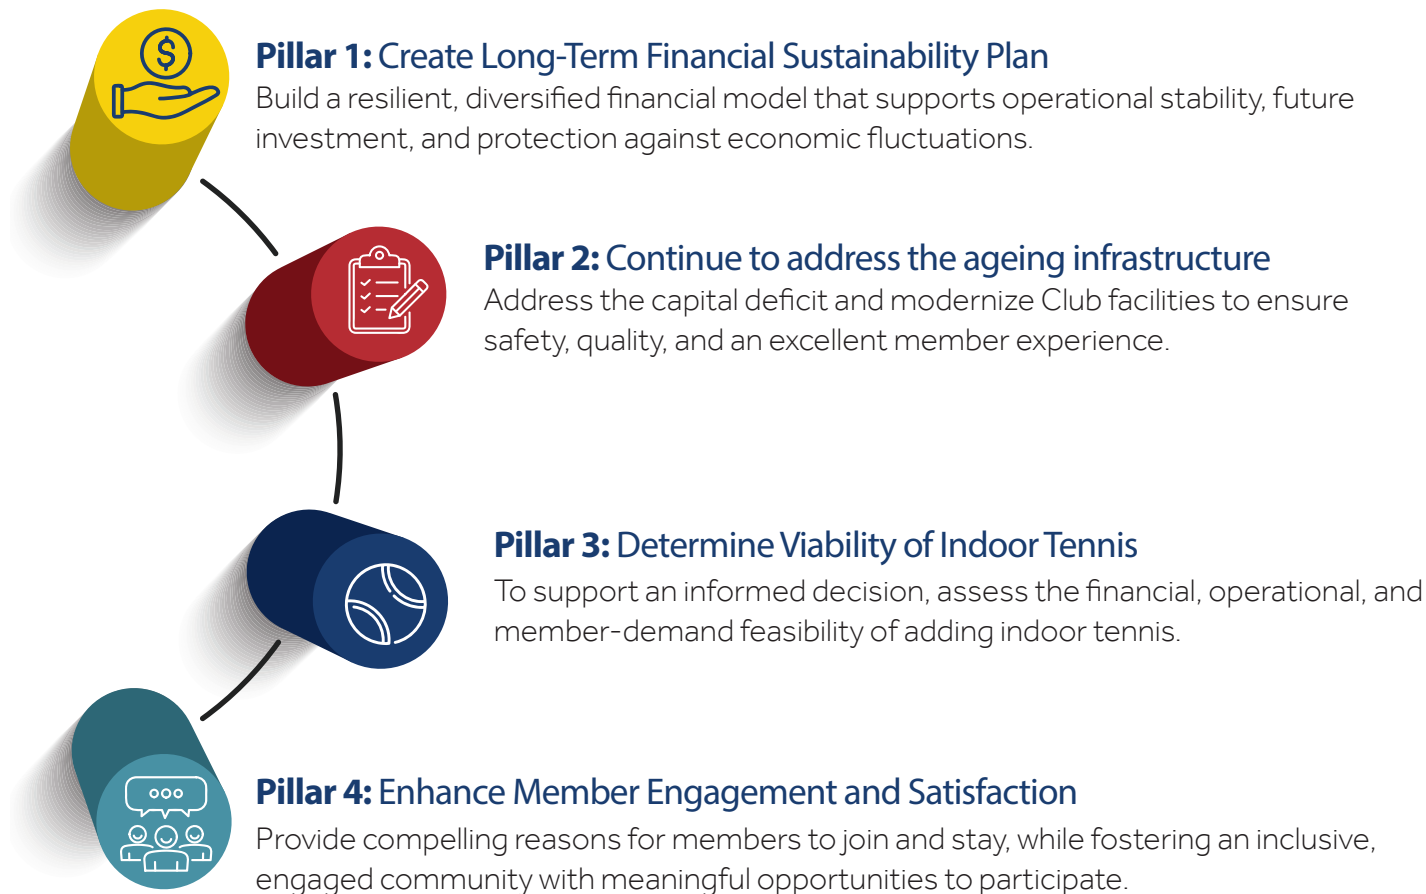 $
Pillar 1: Create Long-Term Financial Sustainability Plan
Build a resilient, diversified financial model that supports operational stability, future
investment, and protection against economic fluctuations.
Pillar 2: Continue to address the ageing infrastructure
Address the capital deficit and modernize Club facilities to ensure
safety, quality, and an excellent member experience.
Pillar 3: Determine Viability of Indoor Tennis
To support an informed decision, assess the financial, operational, and
member-demand feasibility of adding indoor tennis.
Pillar 4: Enhance Member Engagement and Satisfaction
Provide compelling reasons for members to join and stay, while fostering an inclusive,
engaged community with meaningful opportunities to participate.